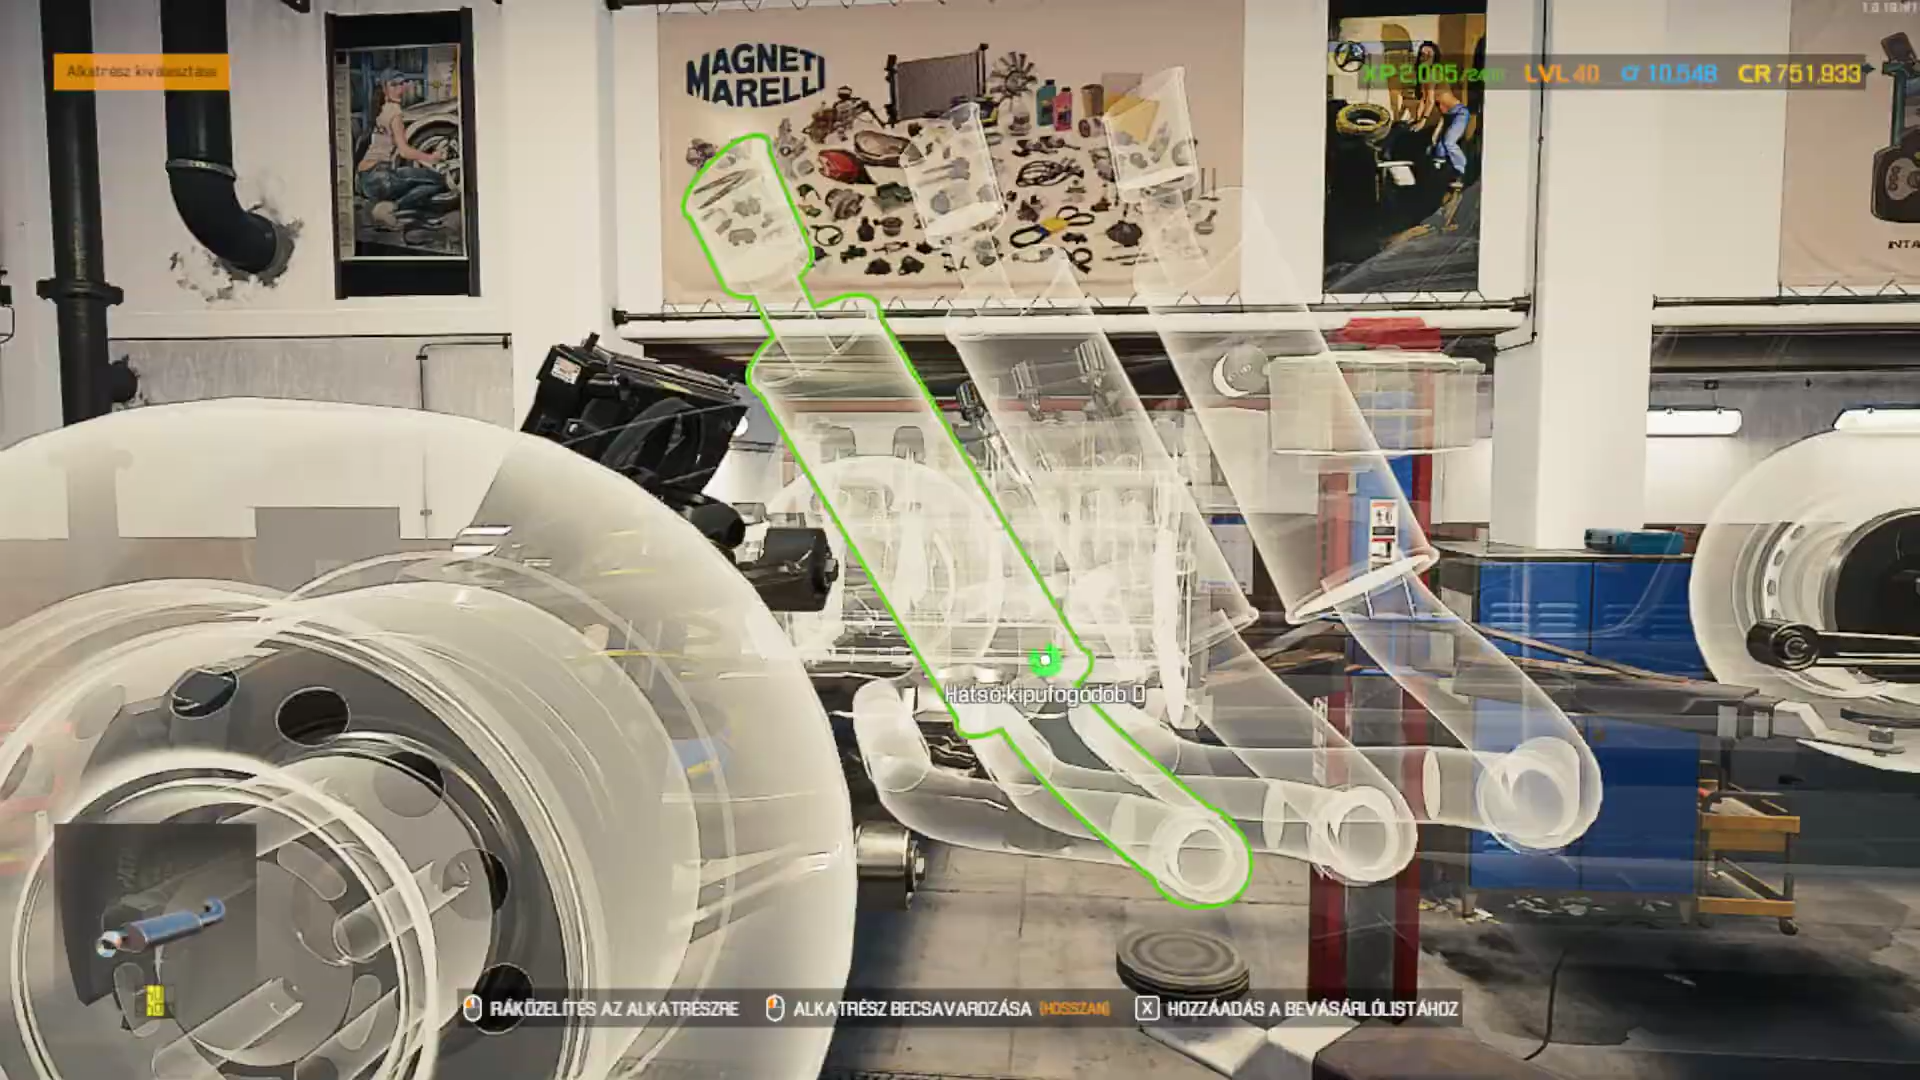 Alkatrész kiválasztása
MAGNETI
MARELLI
XP 2,005
LVL 40
10,548
CR 751,933
Hátsó kipufogódob D
RÁKÖZELÍTÉS AZ ALKATRÉSZRE
ALKATRÉSZ BECSAVAROZÁSA (HOSSZAN)
X HOZZÁADÁS A BEVÁSÁRLÓLISTÁHOZ